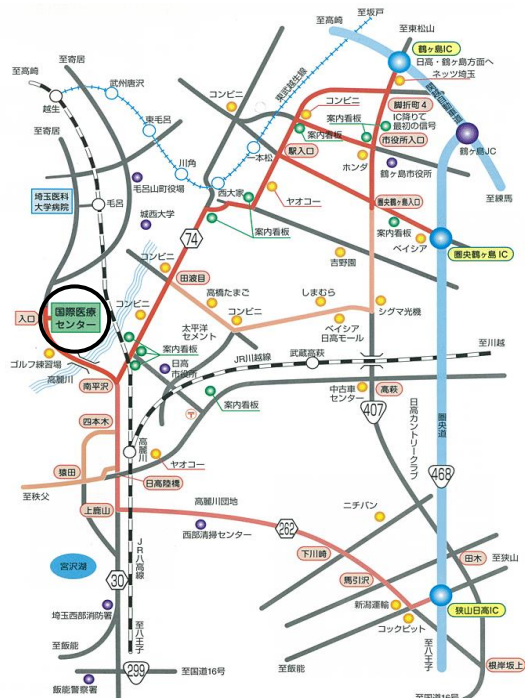 至坂戸
至高崎
至東松山
鶴ヶ島IC
日高・鶴ヶ島方面へ
ネッツ埼玉
至寄居
至高崎
武州唐沢
越生
東武越生線
コンビニ
コンビニ
脚折町4
IC降りて
最初の信号
案内看板
案内看板
市役所入口
駅入口
東毛呂
至寄居
一本松
ホンダ
鶴ヶ島JC
鶴ヶ島市役所
川角
毛呂山町役場
西大家
ヤオコー
至練馬
埼玉医科
大学病院
毛呂
城西大学
圏央鶴ヶ島入口
案内看板
案内看板
ベイシア
圏央鶴ヶ島IC
74
コンビニ
吉野園
田波目
高橋たまご
しまむら
入口
国際医療
センター
コンビニ
コンビニ
シグマ光機
太平洋
セメント
ベイシア
日高モール
案内看板
ゴルフ練習場
高麗川
日高
市役所
JR川越線
武蔵高萩
至川越
南平沢
案内看板
中古車
センター
高萩
407
日高カントリークラブ
圏央道
四本木
高麗川
ヤオコー
猿田
日高陸橋
468
至秩父
上鹿山
高麗川団地
西部清掃センター
262
ニチバン
下川崎
田木
至狭山
JR八高線
宮沢湖
30
馬引沢
新潟運輸
狭山日高IC
コックピット
埼玉西部消防署
至飯能
至八王子
至八王子
至飯能
根岸坂上
299
至国道16号
飯能警察署
至国道16号